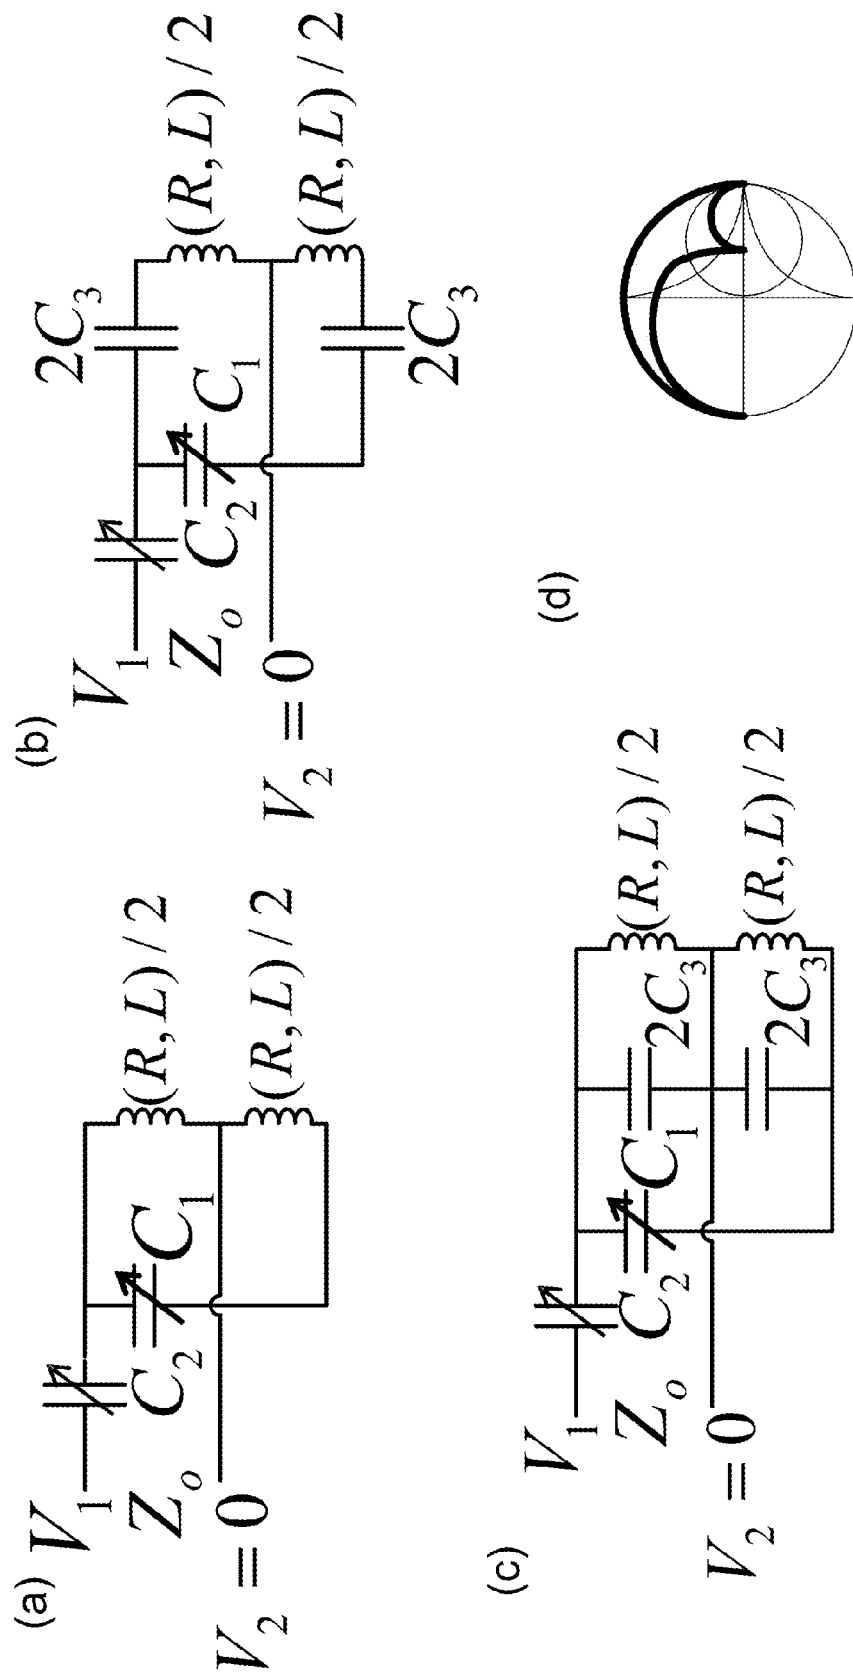 (a)
V₁
Zₒ
V₂ = 0
C₂
C₁
(R, L) / 2
(R, L) / 2
(b)
V₁
Zₒ
V₂ = 0
C₂
C₁
2C₃
2C₃
(R, L) / 2
(R, L) / 2
(c)
V₁
Zₒ
V₂ = 0
C₂
C₁
2C₃
2C₃
(R, L) / 2
(R, L) / 2
(d)